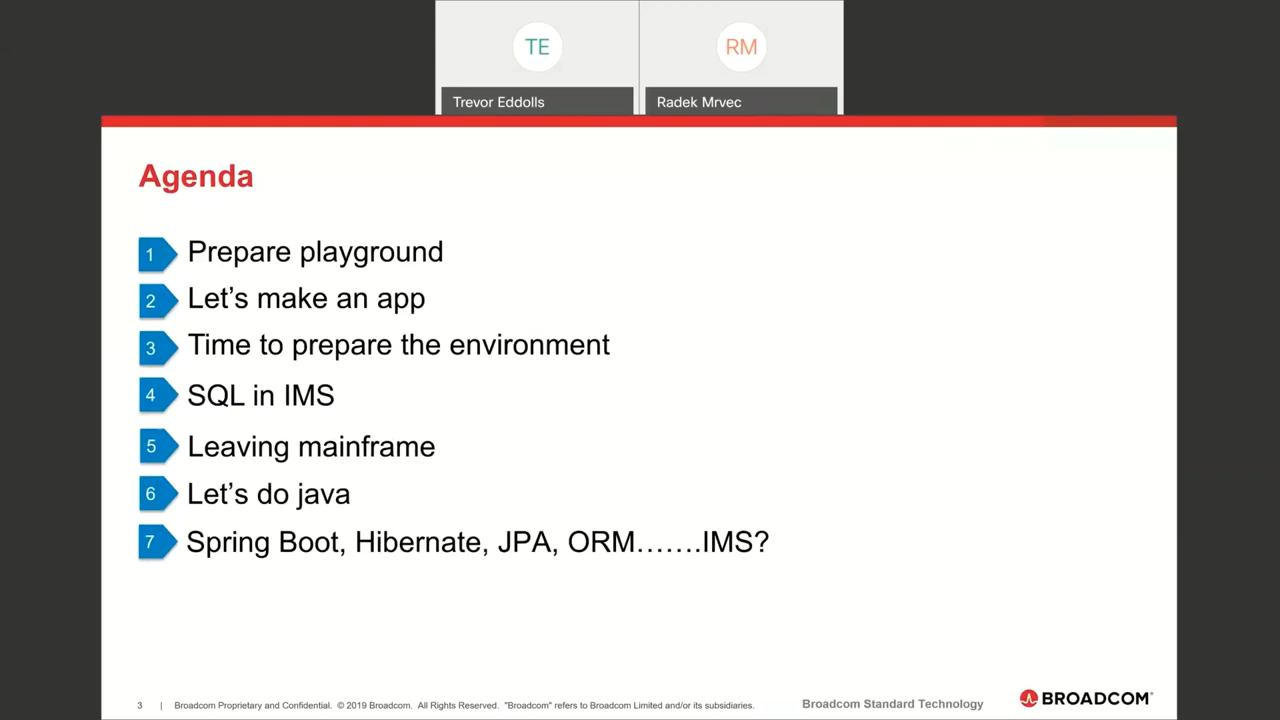 TE
RM
Trevor Eddolls
Radek Mrvec
Agenda
1 Prepare playground
2 Let's make an app
3 Time to prepare the environment
4 SQL in IMS
5 Leaving mainframe
6 Let's do java
7 Spring Boot, Hibernate, JPA, ORM…….IMS?
3 | Broadcom Proprietary and Confidential. © 2019 Broadcom. All Rights Reserved. "Broadcom" refers to Broadcom Limited and/or its subsidiaries.
Broadcom Standard Technology
BROADCOM®